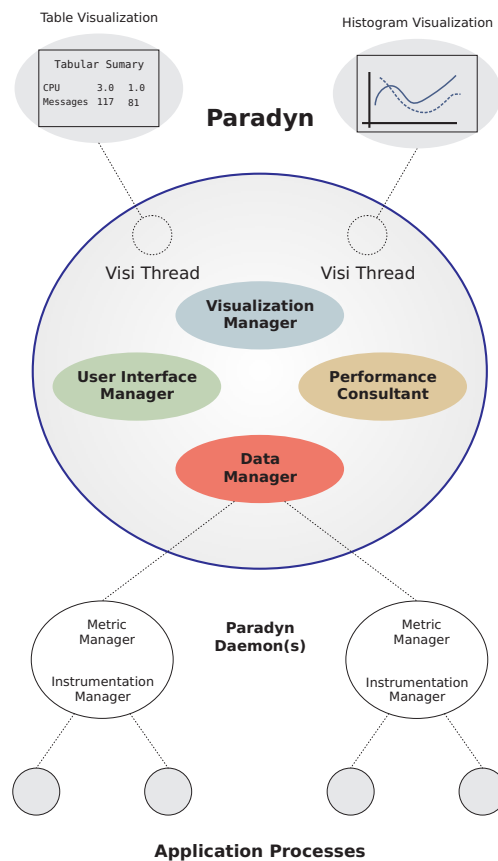 Table Visualization
Histogram Visualization
Tabular Sumary
CPU 3.0 1.0
Messages 117 81
Paradyn
Visi Thread
Visi Thread
Visualization
Manager
User Interface
Manager
Performance
Consultant
Data
Manager
Metric
Manager
Instrumentation
Manager
Paradyn
Daemon(s)
Metric
Manager
Instrumentation
Manager
Application Processes